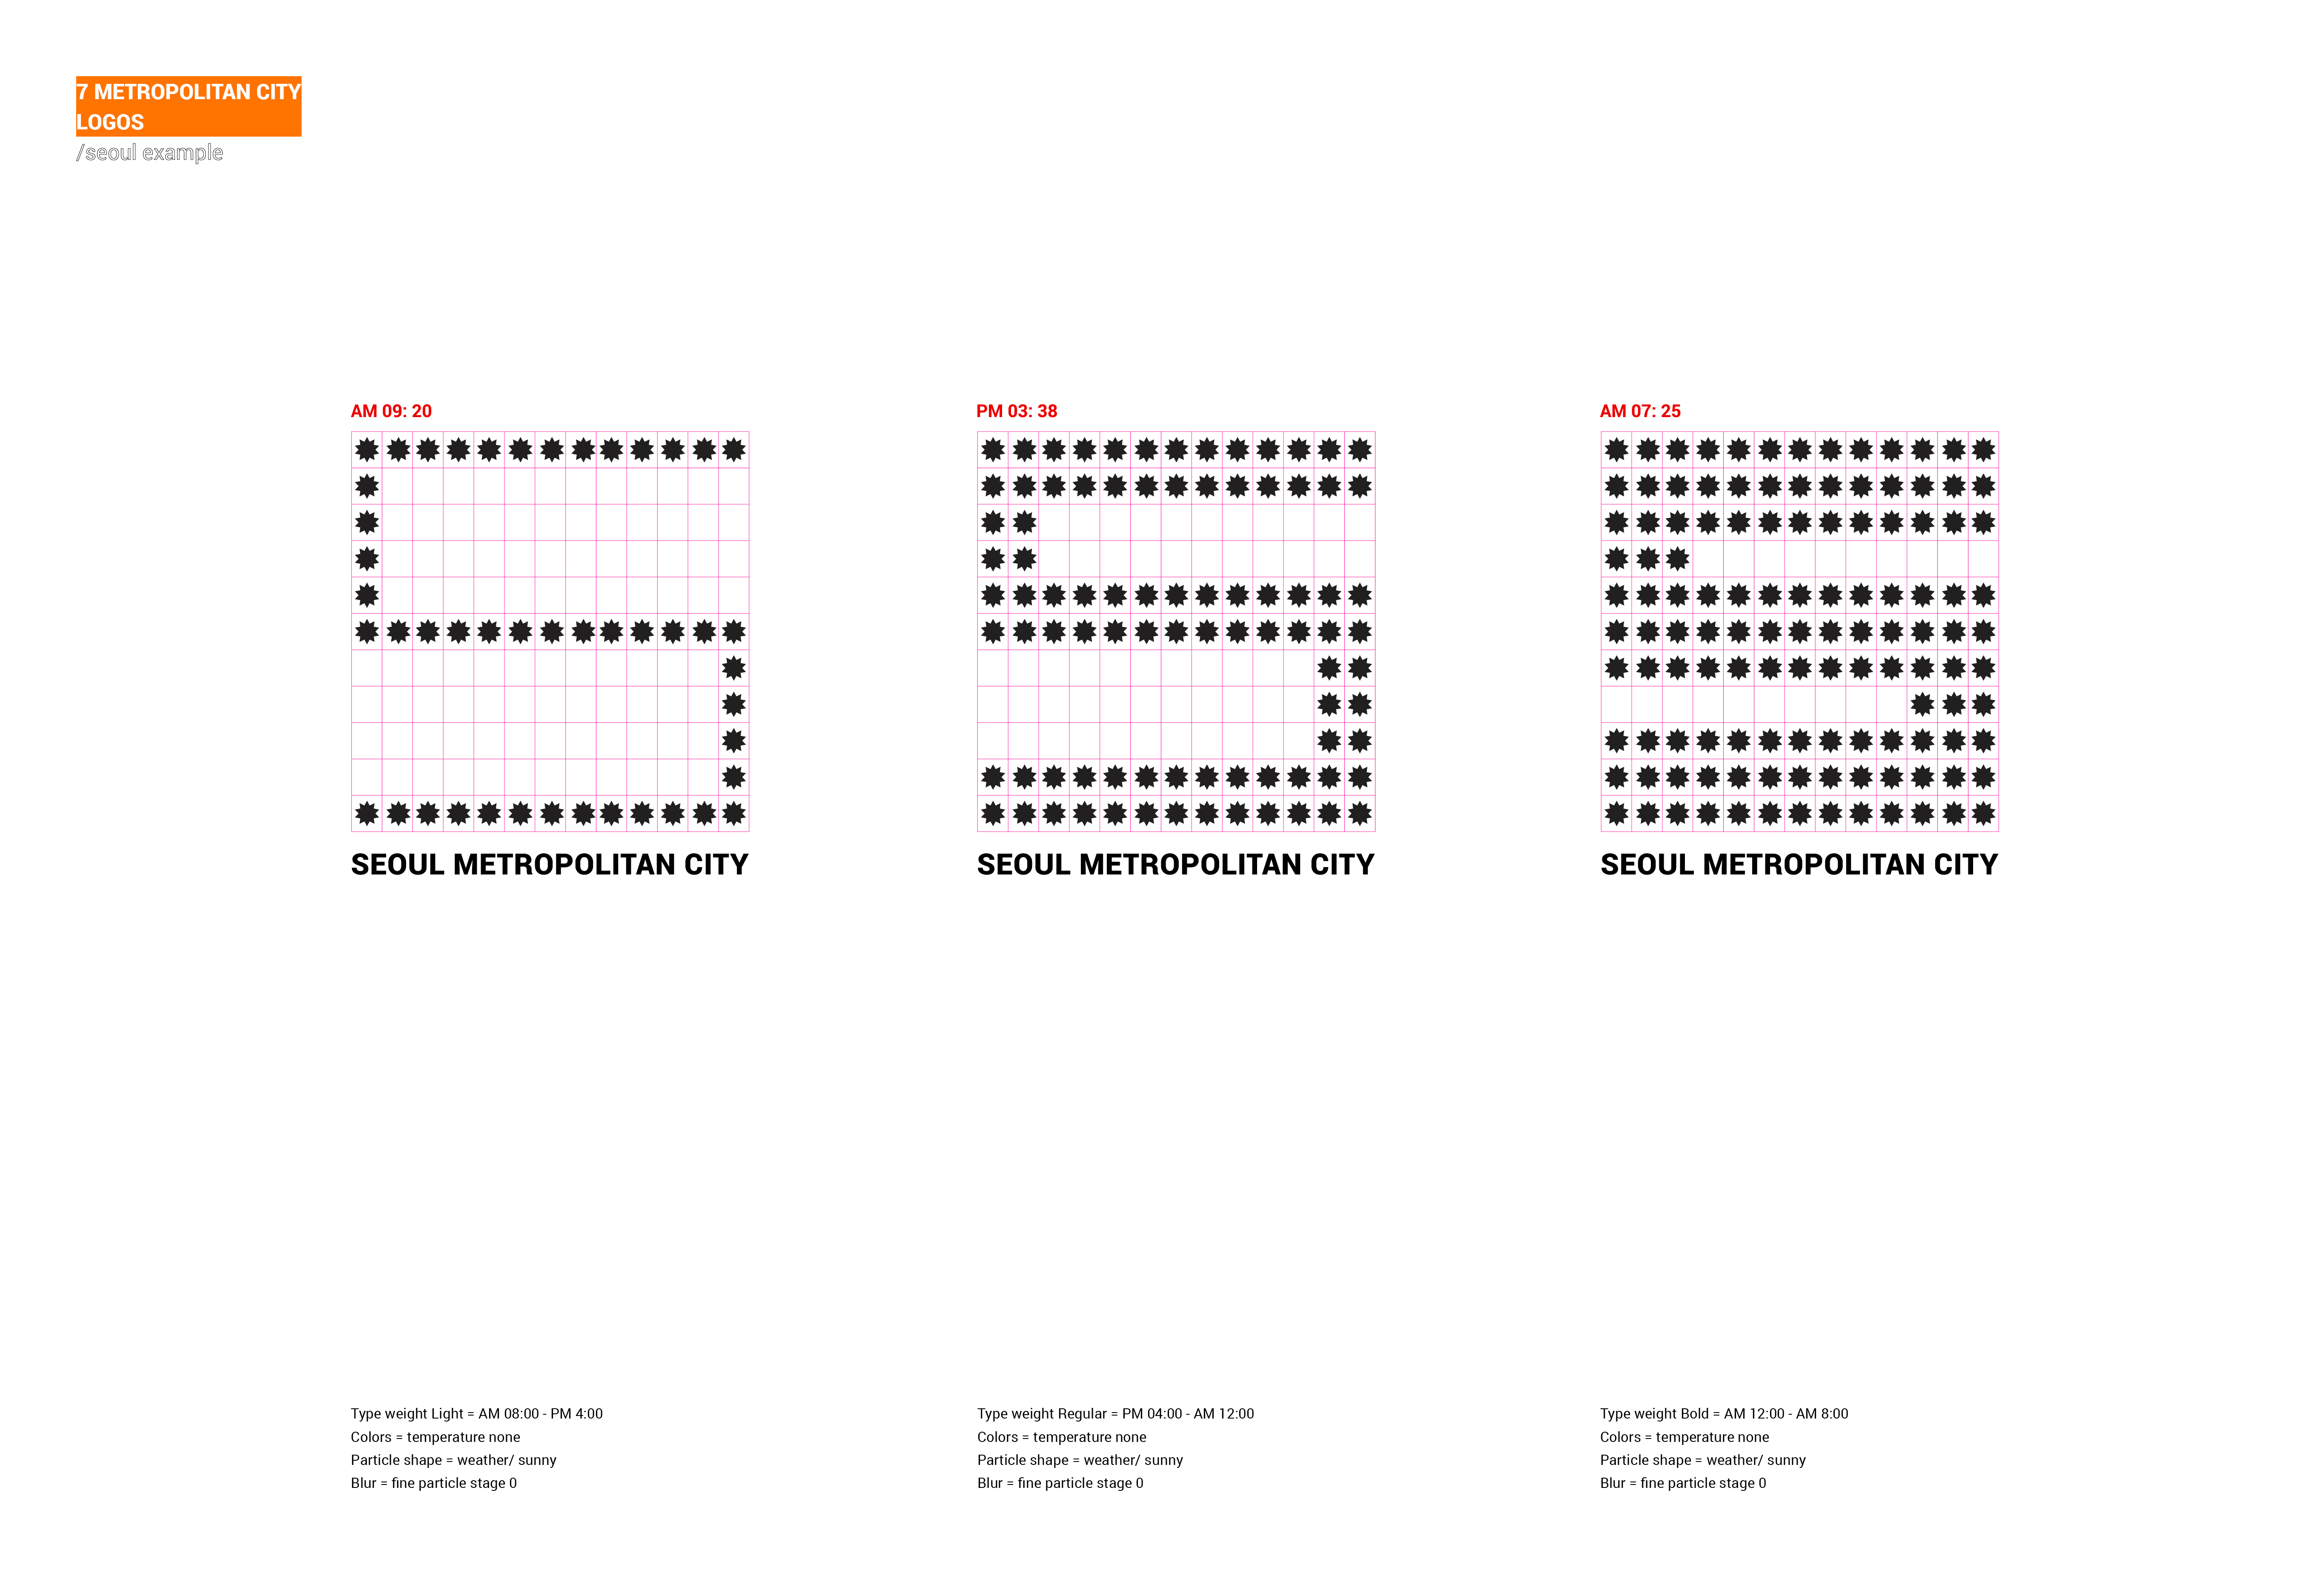 7 METROPOLITAN CITY
LOGOS
/seoul example
AM 09: 20
SEOUL METROPOLITAN CITY
Type weight Light = AM 08:00 - PM 4:00
Colors = temperature none
Particle shape = weather/ sunny
Blur = fine particle stage 0
PM 03: 38
SEOUL METROPOLITAN CITY
Type weight Regular = PM 04:00 - AM 12:00
Colors = temperature none
Particle shape = weather/ sunny
Blur = fine particle stage 0
AM 07: 25
SEOUL METROPOLITAN CITY
Type weight Bold = AM 12:00 - AM 8:00
Colors = temperature none
Particle shape = weather/ sunny
Blur = fine particle stage 0